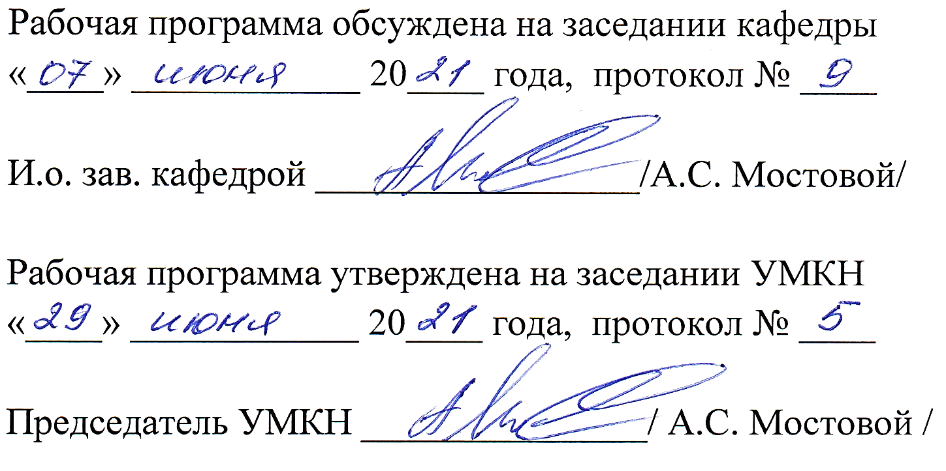 Рабочая программа обсуждена на заседании кафедры
«07» июня 2021 года, протокол № 9
И.о. зав. кафедрой /А.С. Мостовой/
Рабочая программа утверждена на заседании УМКН
«29» июня 2021 года, протокол № 5
Председатель УМКН / А.С. Мостовой /